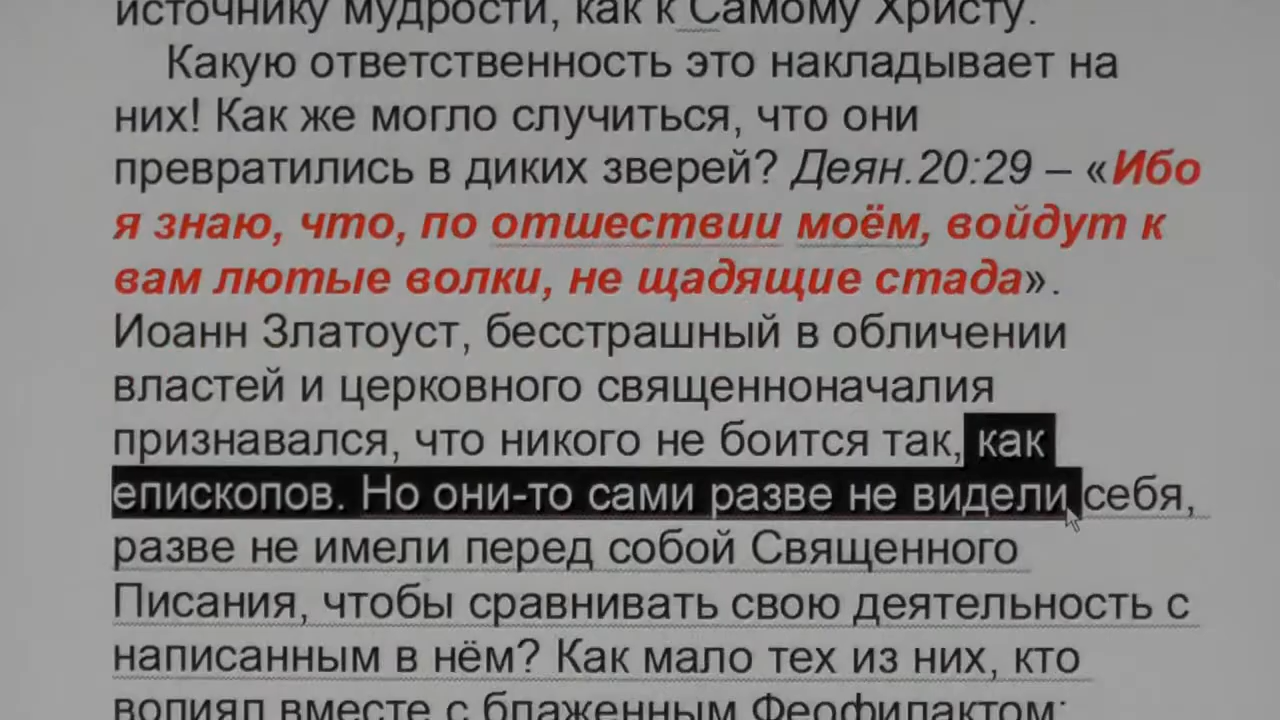 источнику мудрости, как к Самому Христу.
Какую ответственность это накладывает на
них! Как же могло случиться, что они
превратились в диких зверей? Деян.20:29 – «Ибо
я знаю, что, по отшествии моём, войдут к
вам лютые волки, не щадящие стада».
Иоанн Златоуст, бесстрашный в обличении
властей и церковного священноначалия
признавался, что никого не боится так, как
епископов. Но они-то сами разве не видели себя,
разве не имели перед собой Священного
Писания, чтобы сравнивать свою деятельность с
написанным в нём? Как мало тех из них, кто
вопиял вместе с блаженным Феофилактом: